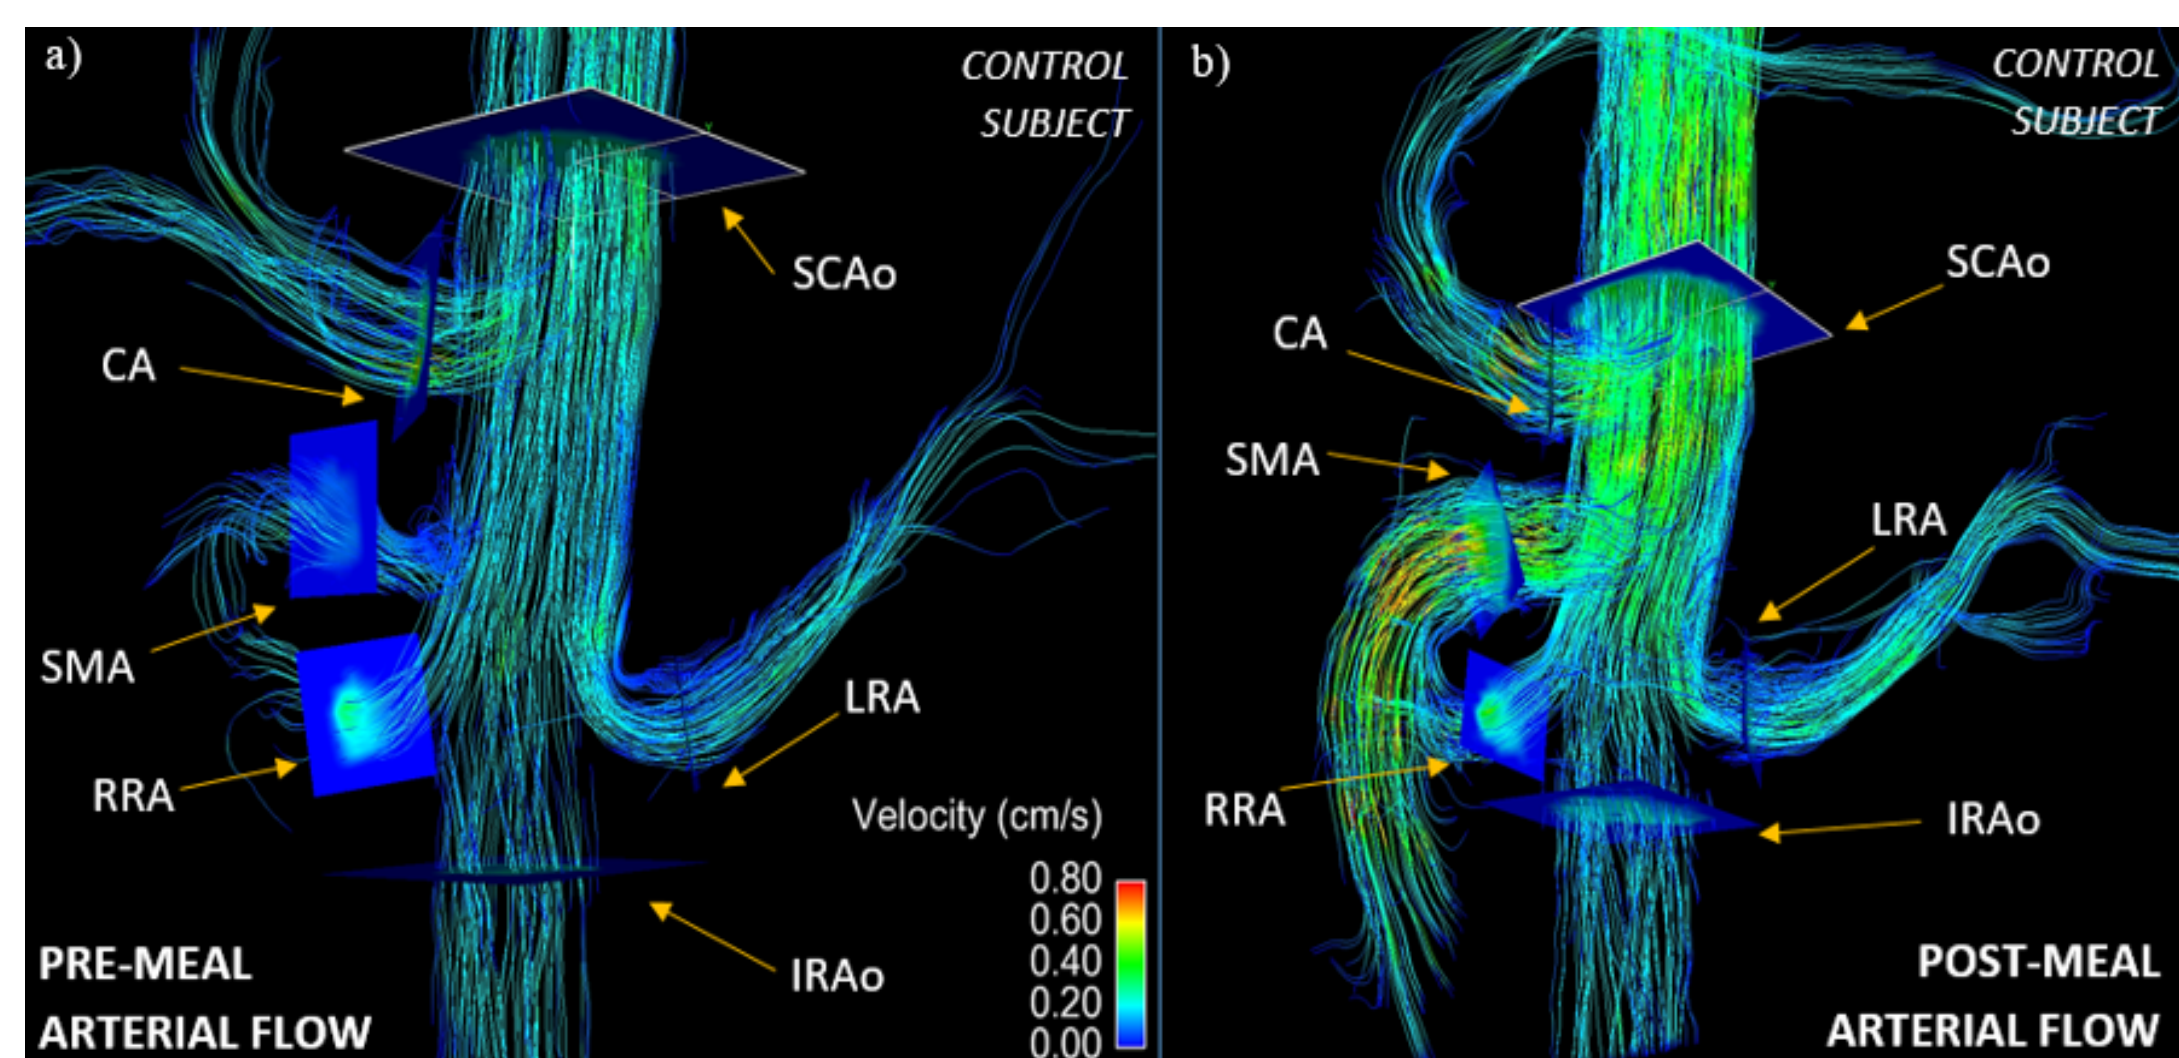 a)
CONTROL
SUBJECT
SCAo
CA
SMA
RRA
LRA
IRAo
Velocity (cm/s)
0.80
0.60
0.40
0.20
0.00
PRE-MEAL
ARTERIAL FLOW
b)
CONTROL
SUBJECT
SCAo
CA
SMA
LRA
RRA
IRAo
POST-MEAL
ARTERIAL FLOW